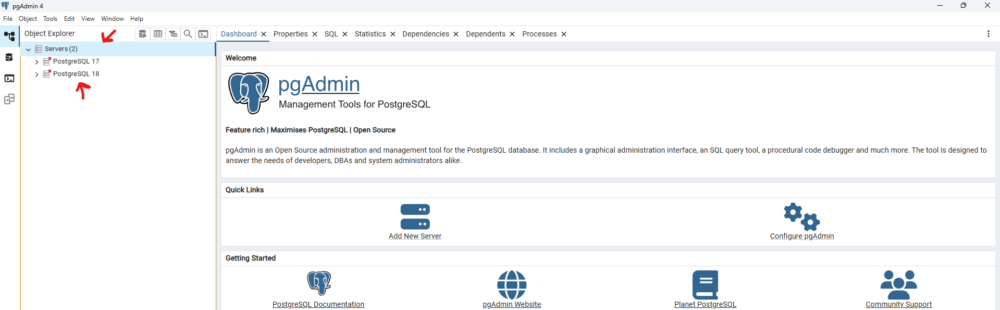 pgAdmin 4
File Object Tools Edit View Window Help
Object Explorer
Dashboard Properties SQL Statistics Dependencies Dependents Processes
Servers (2)
PostgreSQL 17
PostgreSQL 18
Welcome
pgAdmin
Management Tools for PostgreSQL
Feature rich | Maximises PostgreSQL | Open Source
pgAdmin is an Open Source administration and management tool for the PostgreSQL database. It includes a graphical administration interface, an SQL query tool, a procedural code debugger and much more. The tool is designed to
answer the needs of developers, DBAs and system administrators alike.
Quick Links
Add New Server
Configure pgAdmin
Getting Started
PostgreSQL Documentation
pgAdmin Website
Planet PostgreSQL
Community Support